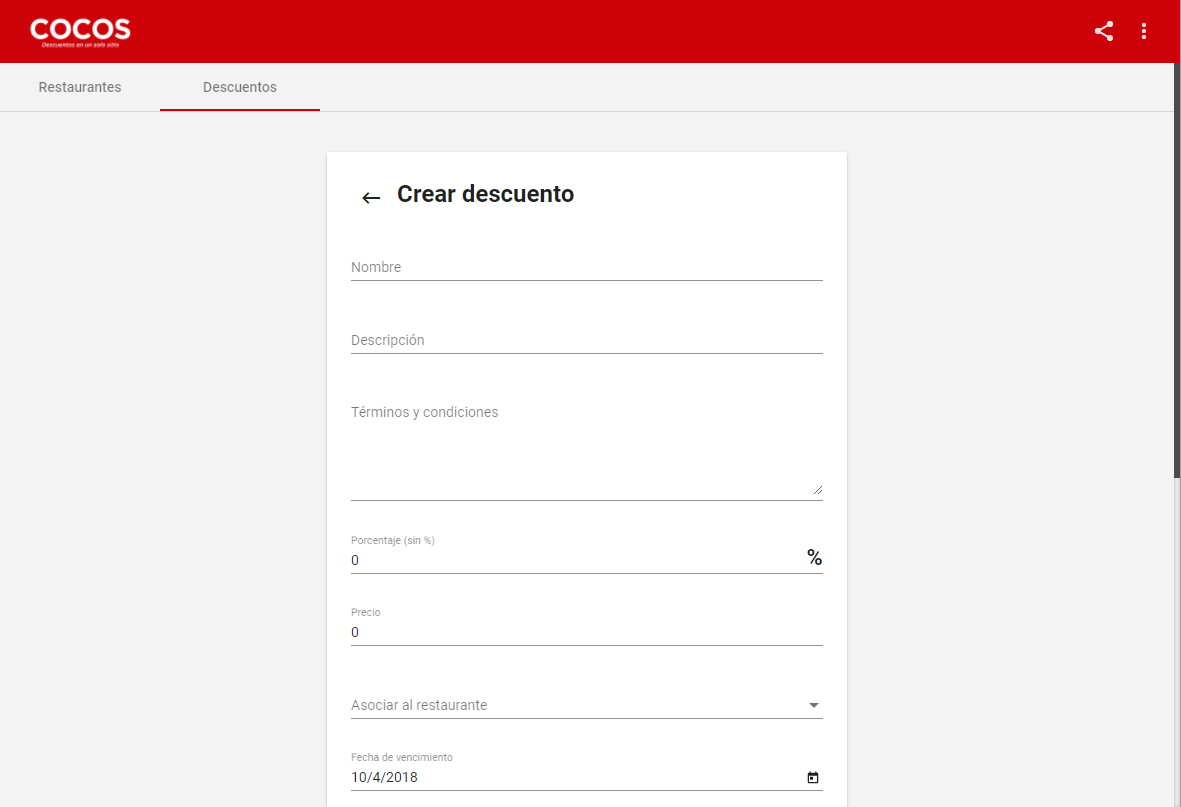 COCOS
Descuentos en un solo sitio
Restaurantes
Descuentos
Crear descuento
Nombre
Descripción
Términos y condiciones
Porcentaje (sin %)
0
%
Precio
0
Asociar al restaurante
Fecha de vencimiento
10/4/2018